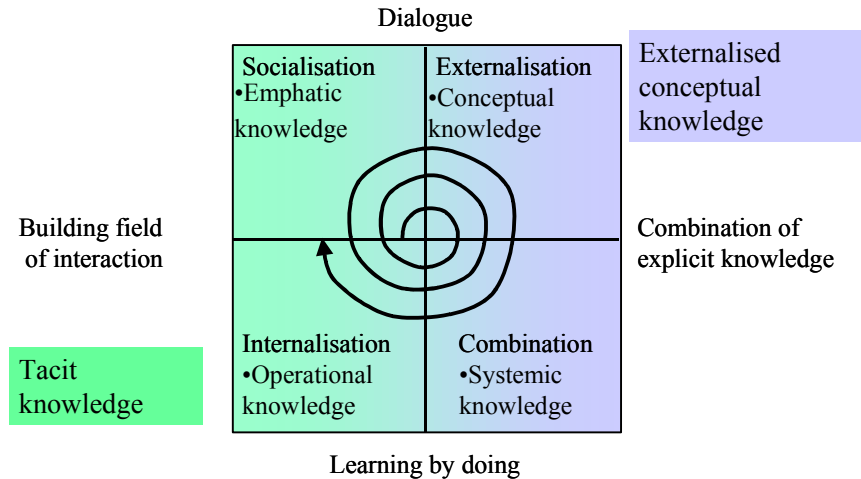 Dialogue
Socialisation
•Emphatic
knowledge
Externalisation
•Conceptual
knowledge
Externalised
conceptual
knowledge
Building field
of interaction
Combination of
explicit knowledge
Internalisation
•Operational
knowledge
Combination
•Systemic
knowledge
Tacit
knowledge
Learning by doing